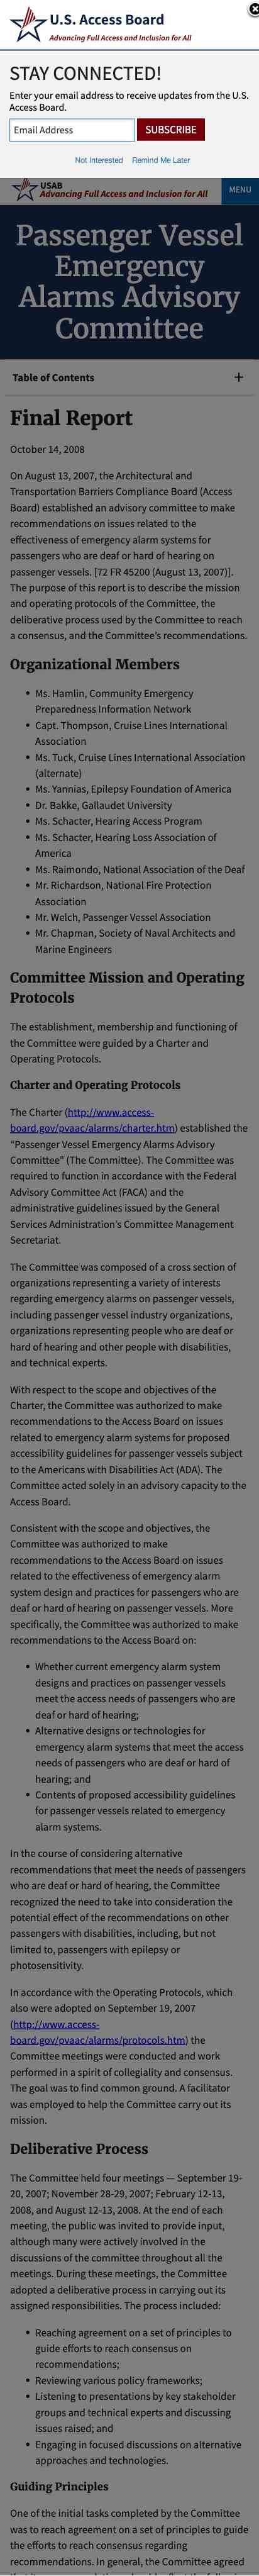 U.S. Access Board
Advancing Full Access and Inclusion for All
STAY CONNECTED!
Enter your email address to receive updates from the U.S.
Access Board.
Email Address
SUBSCRIBE
Not Interested Remind Me Later
USAB
Advancing Full Access and Inclusion for All
MENU
Passenger Vessel
Emergency
Alarms Advisory
Committee
Table of Contents +
Final Report
October 14, 2008
On August 13, 2007, the Architectural and
Transportation Barriers Compliance Board (Access
Board) established an advisory committee to make
recommendations on issues related to the
effectiveness of emergency alarm systems for
passengers who are deaf or hard of hearing on
passenger vessels. [72 FR 45200 (August 13, 2007)].
The purpose of this report is to describe the mission
and operating protocols of the Committee, the
deliberative process used by the Committee to reach
a consensus, and the Committee’s recommendations.
Organizational Members
• Ms. Hamlin, Community Emergency
Preparedness Information Network
• Capt. Thompson, Cruise Lines International
Association
• Ms. Tuck, Cruise Lines International Association
(alternate)
• Ms. Yannias, Epilepsy Foundation of America
• Dr. Bakke, Gallaudet University
• Ms. Schacter, Hearing Access Program
• Ms. Schacter, Hearing Loss Association of
America
• Ms. Raimondo, National Association of the Deaf
• Mr. Richardson, National Fire Protection
Association
• Mr. Welch, Passenger Vessel Association
• Mr. Chapman, Society of Naval Architects and
Marine Engineers
Committee Mission and Operating
Protocols
The establishment, membership and functioning of
the Committee were guided by a Charter and
Operating Protocols.
Charter and Operating Protocols
The Charter (http://www.access-
board.gov/pvaac/alarms/charter.htm) established the
“Passenger Vessel Emergency Alarms Advisory
Committee” (The Committee). The Committee was
required to function in accordance with the Federal
Advisory Committee Act (FACA) and the
administrative guidelines issued by the General
Services Administration’s Committee Management
Secretariat.
The Committee was composed of a cross section of
organizations representing a variety of interests
regarding emergency alarms on passenger vessels,
including passenger vessel industry organizations,
organizations representing people who are deaf or
hard of hearing and other people with disabilities,
and technical experts.
With respect to the scope and objectives of the
Charter, the Committee was authorized to make
recommendations to the Access Board on issues
related to emergency alarm systems for proposed
accessibility guidelines for passenger vessels subject
to the Americans with Disabilities Act (ADA). The
Committee acted solely in an advisory capacity to the
Access Board.
Consistent with the scope and objectives, the
Committee was authorized to make
recommendations to the Access Board on issues
related to the effectiveness of emergency alarm
system design and practices for passengers who are
deaf or hard of hearing on passenger vessels. More
specifically, the Committee was authorized to make
recommendations to the Access Board on:
• Whether current emergency alarm system
designs and practices on passenger vessels
meet the access needs of passengers who are
deaf or hard of hearing;
• Alternative designs or technologies for
emergency alarm systems that meet the access
needs of passengers who are deaf or hard of
hearing; and
• Contents of proposed accessibility guidelines
for passenger vessels related to emergency
alarm systems.
In the course of considering alternative
recommendations that meet the needs of passengers
who are deaf or hard of hearing, the Committee
recognized the need to take into consideration the
potential effect of the recommendations on other
passengers with disabilities, including, but not
limited to, passengers with epilepsy or
photosensitivity.
In accordance with the Operating Protocols, which
also were adopted on September 19, 2007
(http://www.access-
board.gov/pvaac/alarms/protocols.htm) the
Committee meetings were conducted and work
performed in a spirit of collegiality and consensus.
The goal was to find common ground. A facilitator
was employed to help the Committee carry out its
mission.
Deliberative Process
The Committee held four meetings — September 19-
20, 2007; November 28-29, 2007; February 12-13,
2008, and August 12-13, 2008. At the end of each
meeting, the public was invited to provide input,
although many were actively involved in the
discussions of the committee throughout all the
meetings. During these meetings, the Committee
adopted a deliberative process in carrying out its
assigned responsibilities. The process included:
• Reaching agreement on a set of principles to
guide efforts to reach consensus on
recommendations;
• Reviewing various policy frameworks;
• Listening to presentations by key stakeholder
groups and technical experts and discussing
issues raised; and
• Engaging in focused discussions on alternative
approaches and technologies.
Guiding Principles
One of the initial tasks completed by the Committee
was to reach agreement on a set of principles to guide
the efforts to reach consensus regarding
recommendations. In general, the Committee agreed